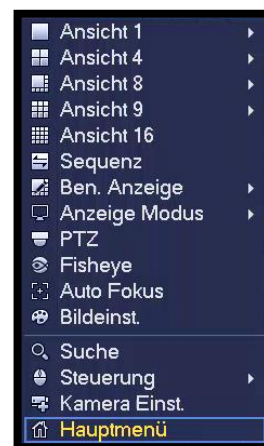 Ansicht 1
Ansicht 4
Ansicht 8
Ansicht 9
Ansicht 16
Sequenz
Ben. Anzeige
Anzeige Modus
PTZ
Fisheye
Auto Fokus
Bildeinst.
Suche
Steuerung
Kamera Einst.
Hauptmenü